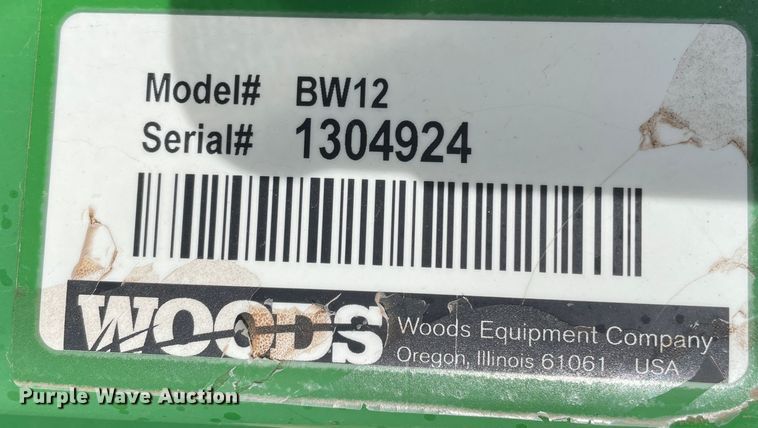 Model# BW12
Serial# 1304924
WOODS
Woods Equipment Company
Oregon, Illinois 61061 USA
Purple Wave Auction